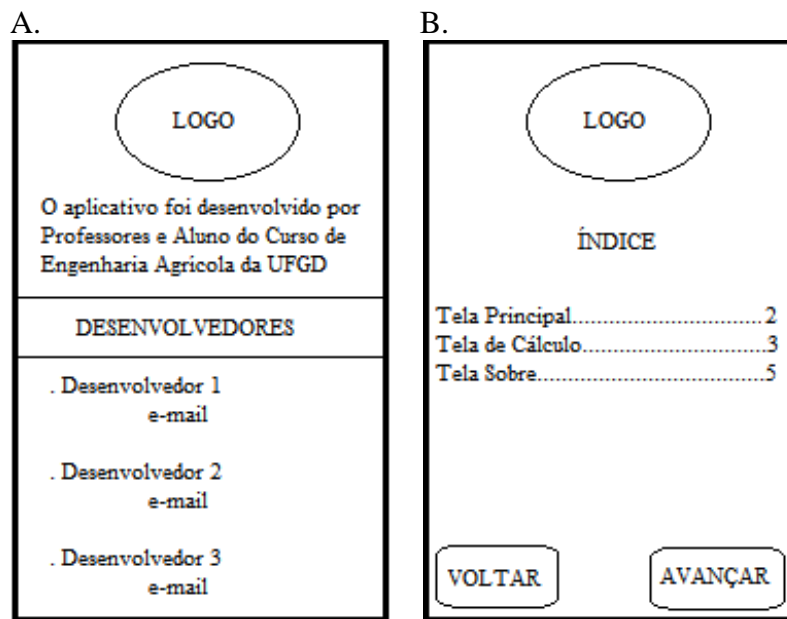 A.
LOGO
O aplicativo foi desenvolvido por
Professores e Aluno do Curso de
Engenharia Agrícola da UFGD
DESENVOLVEDORES
. Desenvolvedor 1
e-mail
. Desenvolvedor 2
e-mail
. Desenvolvedor 3
e-mail
B.
LOGO
ÍNDICE
Tela Principal...............................2
Tela de Cálculo..............................3
Tela Sobre......................................5
VOLTAR
AVANÇAR